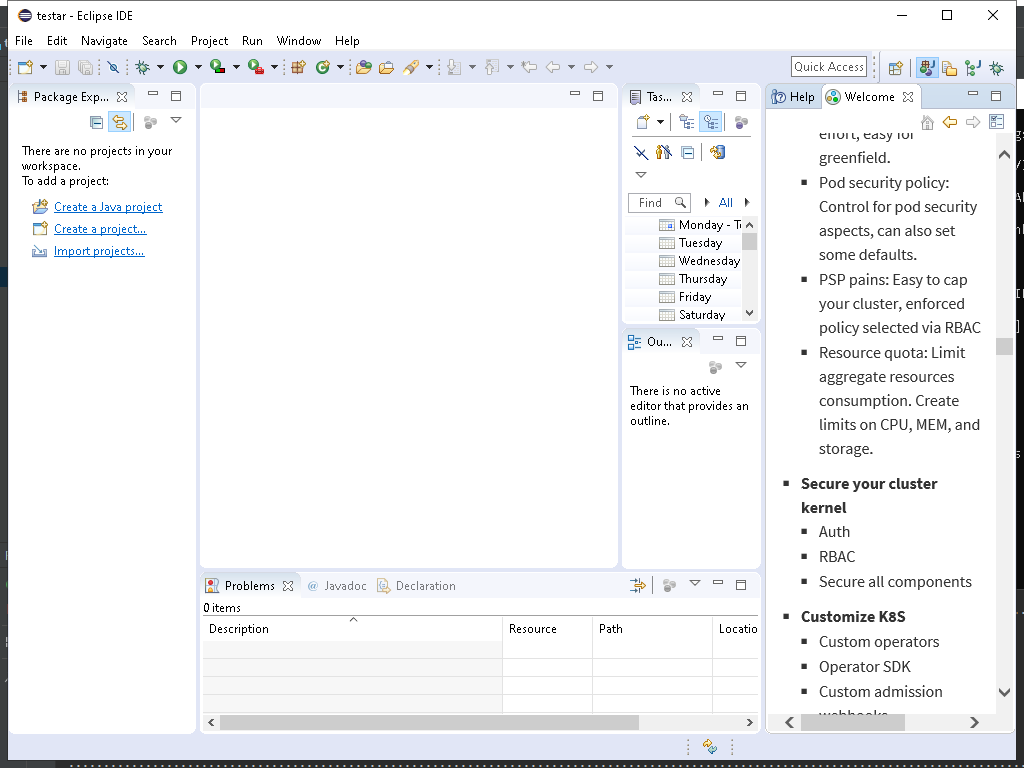 testar - Eclipse IDE
File Edit Navigate Search Project Run Window Help
Quick Access
Package Exp...
There are no projects in your
workspace.
To add a project:
Create a Java project
Create a project...
Import projects...
Tas...
Find
All
Monday - T
Tuesday
Wednesday
Thursday
Friday
Saturday
Ou...
There is no active
editor that provides an
outline.
Help Welcome
effort, easy for
greenfield.
Pod security policy:
Control for pod security
aspects, can also set
some defaults.
PSP pains: Easy to cap
your cluster, enforced
policy selected via RBAC
Resource quota: Limit
aggregate resources
consumption. Create
limits on CPU, MEM, and
storage.
Secure your cluster
kernel
Auth
RBAC
Secure all components
Customize K8S
Custom operators
Operator SDK
Custom admission
webhooks
Problems @ Javadoc Declaration
0 items
Description Resource Path Locatio